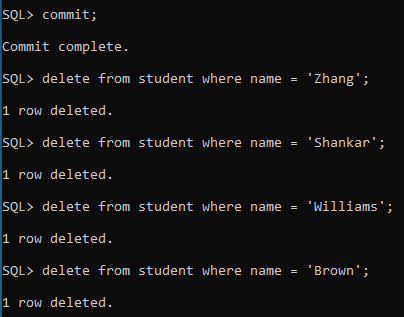 SQL> commit;
Commit complete.
SQL> delete from student where name = 'Zhang';
1 row deleted.
SQL> delete from student where name = 'Shankar';
1 row deleted.
SQL> delete from student where name = 'Williams';
1 row deleted.
SQL> delete from student where name = 'Brown';
1 row deleted.